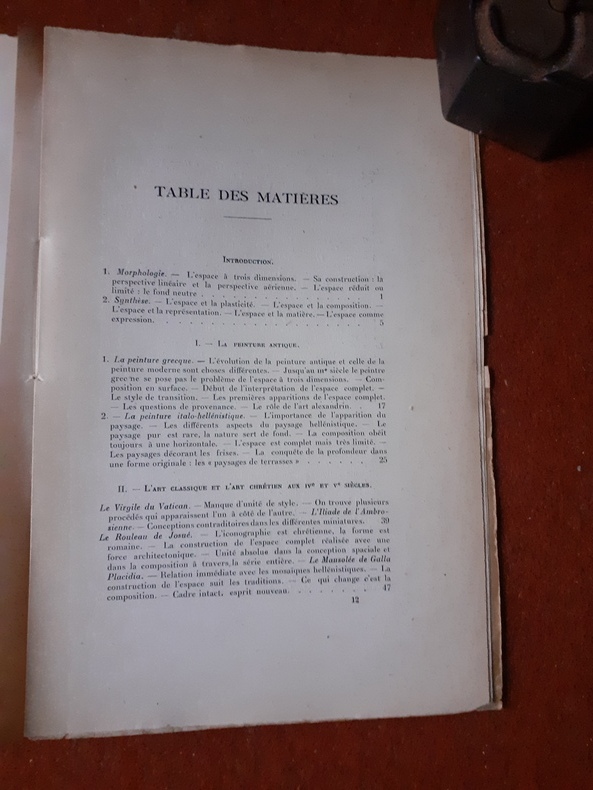 TABLE DES MATIÈRES
INTRODUCTION.
1. Morphologie. — L'espace à trois dimensions. — Sa construction : la
perspective linéaire et la perspective aérienne. — L'espace réduit ou
limité : le fond neutre . . . . . . . . . . . . . . . 1
2. Synthèse. — L'espace et la plasticité. — L'espace et la composition. —
L'espace et la représentation. — L'espace et la matière. — L'espace comme
expression. . . . . . . . . . . . . . . . . . 5
I. — LA PEINTURE ANTIQUE.
1. La peinture grecque. — L'évolution de la peinture antique et celle de la
peinture moderne sont choses différentes. — Jusqu'au IIIe siècle le peintre
grec ne se pose pas le problème de l'espace à trois dimensions. — Com-
position en surface. — Début de l'interprétation de l'espace complet. —
Le style de transition. — Les premières apparitions de l'espace complet.
— Les questions de provenance. — Le rôle de l'art alexandrin. . 17
2. — La peinture italo-hellénistique. — L'importance de l'apparition du
paysage. — Les différents aspects du paysage hellénistique. — Le
paysage pur est rare, la nature sert de fond. — La composition obéit
toujours à une horizontale. — L'espace est complet mais très limité. —
Les paysages décorant les frises. — La conquête de la profondeur dans
une forme originale : les « paysages de terrasses » . . . . . . 25
II. — L'ART CLASSIQUE ET L'ART CHRÉTIEN AUX IVe ET Ve SIÈCLES.
Le Virgile du Vatican. — Manque d'unité de style. — On trouve plusieurs
procédés qui apparaissent l'un à côté de l'autre. — L'Iliade de l'Ambro-
sienne. — Conceptions contraditoires dans les différentes miniatures. 39
Le Rouleau de Josué. — L'iconographie est chrétienne, la forme est
romaine. — La construction de l'espace complet réalisée avec une
force architectonique. — Unité absolue dans la conception spaciale et
dans la composition à travers la série entière. — Le Mausolée de Galla
Placidia. — Relation immédiate avec les mosaïques hellénistiques. — La
construction de l'espace suit les traditions. — Ce qui change c'est la
composition. — Cadre intact, esprit nouveau. . . . . . . . 47
12